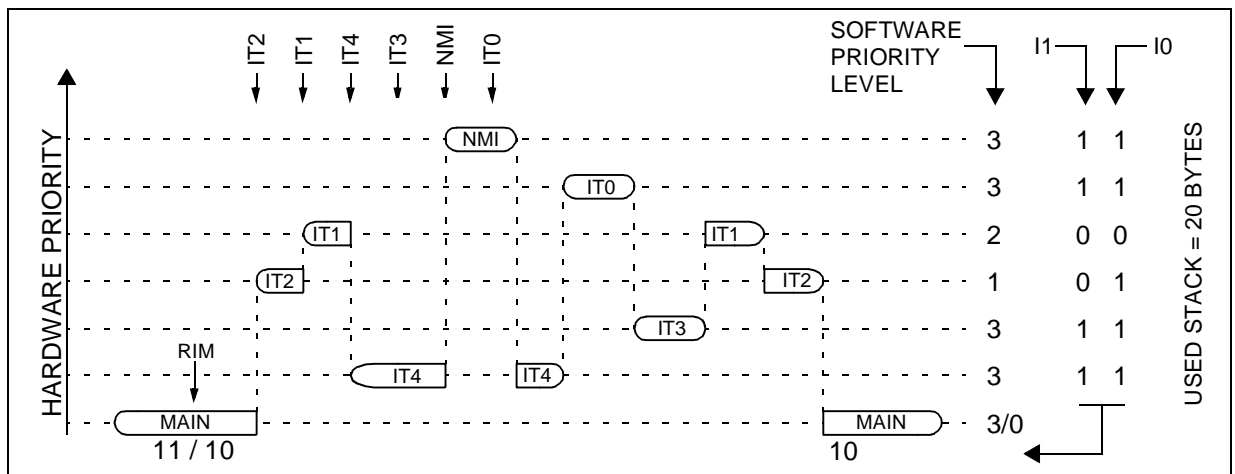 IT2
IT1
IT4
IT3
NMI
IT0
SOFTWARE
PRIORITY
LEVEL
I1
I0
HARDWARE PRIORITY
NMI
3 1 1
IT0
3 1 1
IT1
IT1
2 0 0
IT2
IT2
1 0 1
IT3
3 1 1
RIM
IT4
IT4
3 1 1
MAIN
MAIN
3/0
11 / 10
10
USED STACK = 20 BYTES